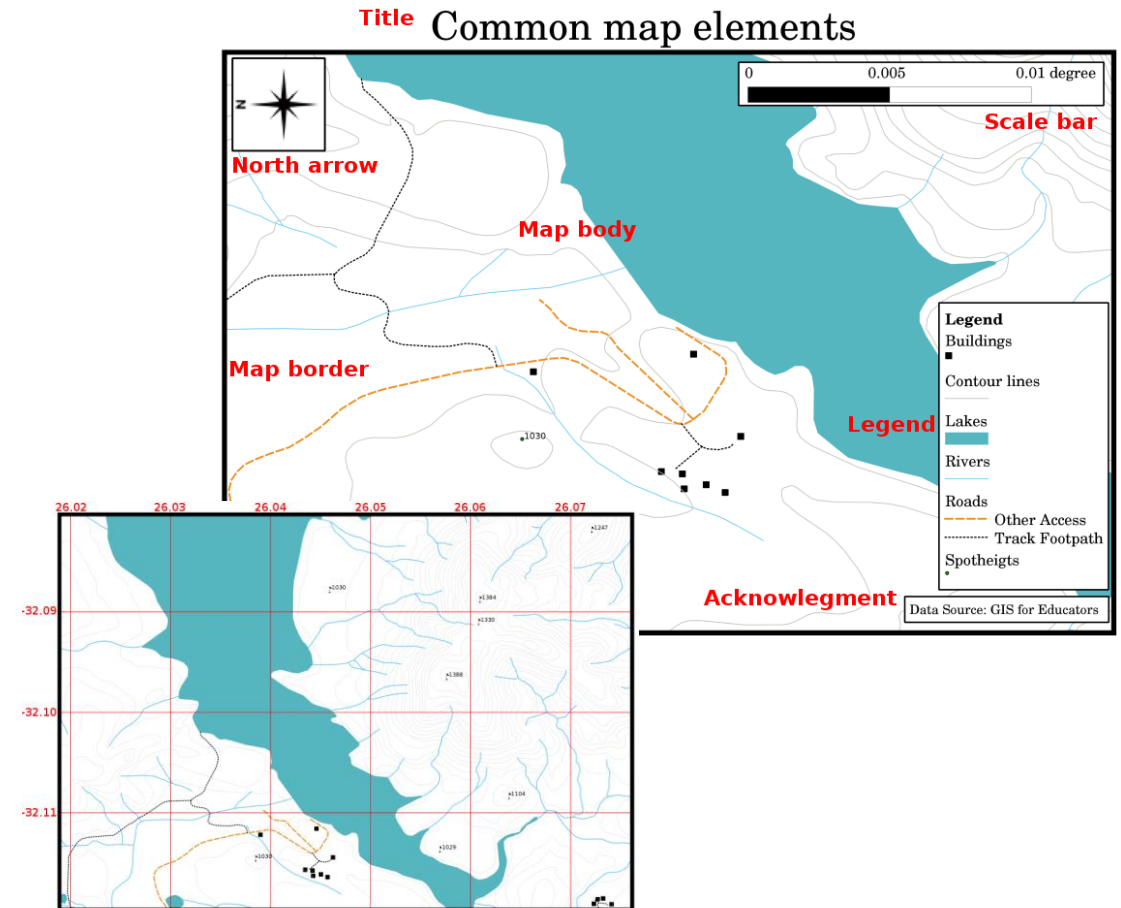 Title Common map elements
0 0.005 0.01 degree
Scale bar
N
North arrow
Map body
Map border
Legend
Legend
Buildings
Contour lines
Lakes
Rivers
Roads
Other Access
Track Footpath
Spotheigts
1030
Acknowlegment
Data Source: GIS for Educators
26.02 26.03 26.04 26.05 26.06 26.07
1247
1030
1384
-32.09
1330
1388
-32.10
1104
-32.11
1029
1030